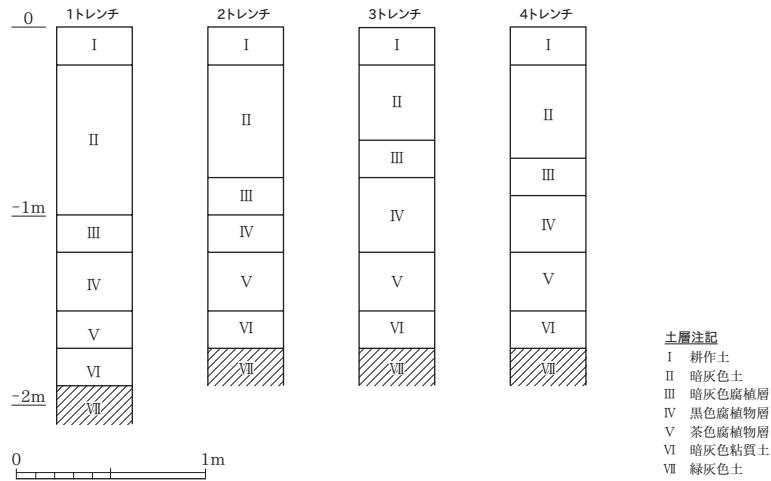 1トレンチ 2トレンチ 3トレンチ 4トレンチ
0
-1m
-2m
Ⅰ
Ⅱ
Ⅲ
Ⅳ
Ⅴ
Ⅵ
Ⅶ
Ⅰ
Ⅱ
Ⅲ
Ⅳ
Ⅴ
Ⅵ
Ⅶ
Ⅰ
Ⅱ
Ⅲ
Ⅳ
Ⅴ
Ⅵ
Ⅶ
Ⅰ
Ⅱ
Ⅲ
Ⅳ
Ⅴ
Ⅵ
Ⅶ
0 1m
土層注記
Ⅰ 耕作土
Ⅱ 暗灰色土
Ⅲ 暗灰色腐植層
Ⅳ 黒色腐植物層
Ⅴ 茶色腐植物層
Ⅵ 暗灰色粘質土
Ⅶ 緑灰色土